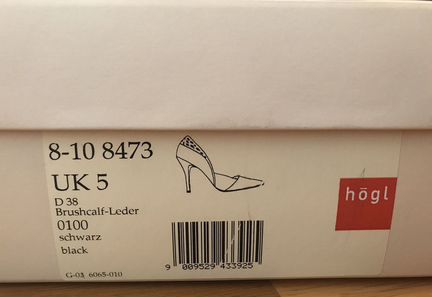 8-10 8473
UK 5
D 38
Brushcalf-Leder
0100
schwarz
black
G-03 6065-010
9 009529 433925
högl